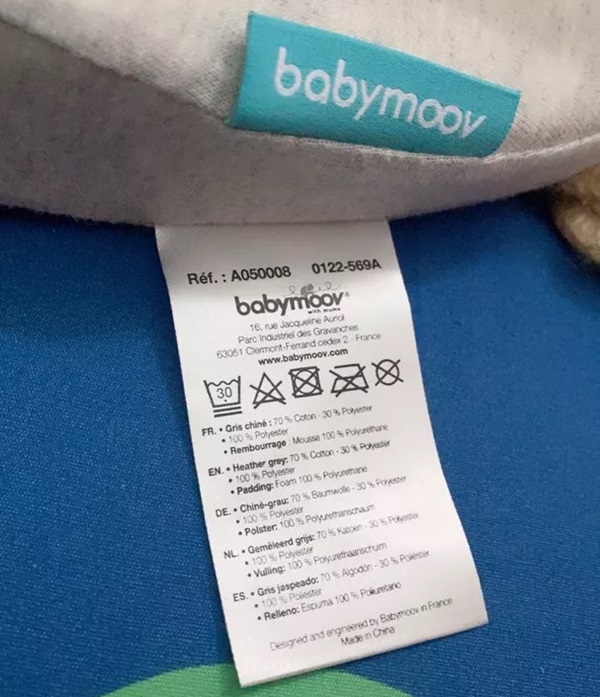 babymoov
Réf. : A050008 0122-569A
babymoov®
with mums
16, rue Jacqueline Auriol
Parc Industriel des Gravanches
63051 Clermont-Ferrand cedex 2 - France
www.babymoov.com
30
FR. • Gris chiné : 70 % Coton - 30 % Polyester
• 100 % Polyester
• Rembourrage : Mousse 100 % Polyuréthane
EN. • Heather grey: 70 % Cotton - 30 % Polyester
• 100 % Polyester
• Padding: Foam 100 % Polyurethane
DE. • Chiné-grau: 70 % Baumwolle - 30 % Polyester
• 100 % Polyester
• Polster: 100 % Polyurethanschaum
NL. • Gemêleerd grijs: 70 % Katoen - 30 % Polyester
• 100 % Polyester
• Vulling: 100 % Polyurethaanschuim
ES. • Gris jaspeado: 70 % Algodón - 30 % Poliéster
• 100 % Poliéster
• Relleno: Espuma 100 % Poliuretano
Designed and engineered by Babymoov in France
Made in China